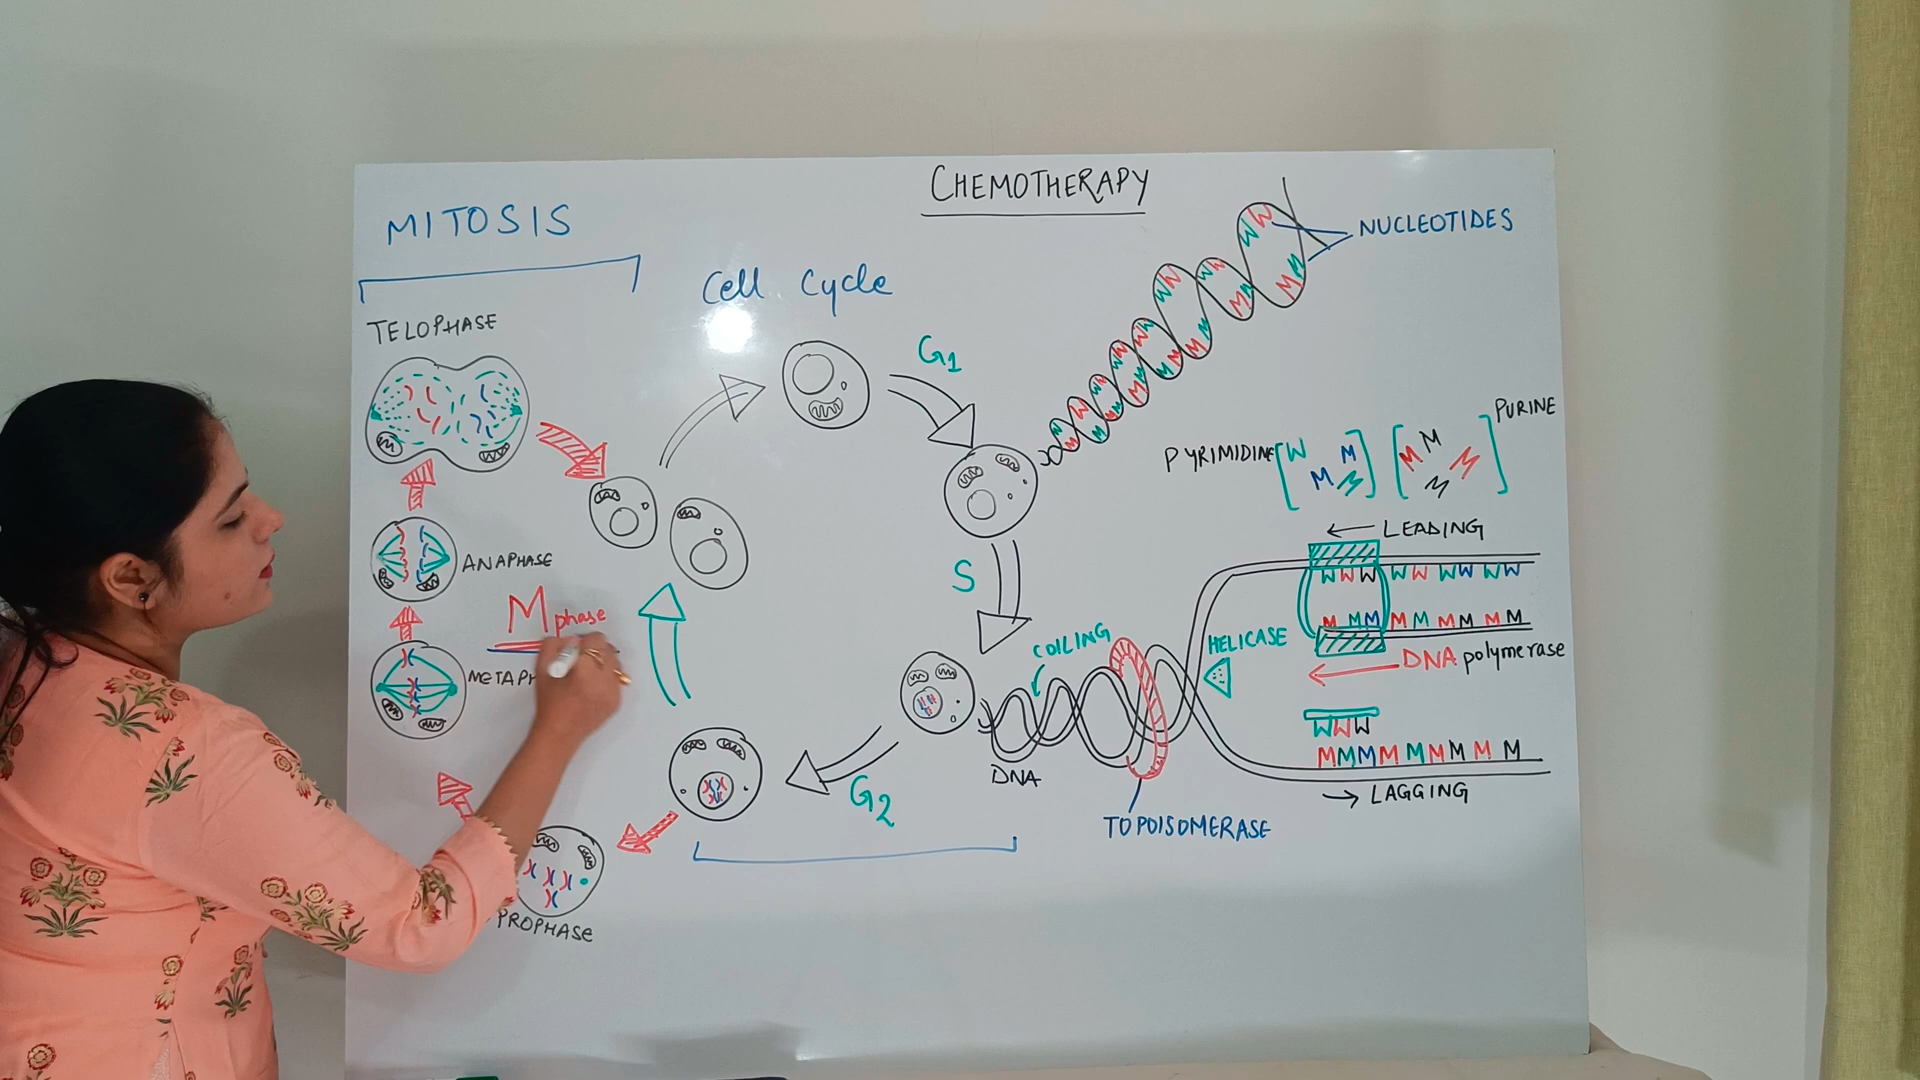 CHEMOTHERAPY
MITOSIS
Cell Cycle
TELOPHASE
ANAPHASE
M phase
METAPH
PROPHASE
G1
S
G2
NUCLEOTIDES
PYRIMIDINE
PURINE
LEADING
HELICASE
DNA polymerase
COILING
DNA
TOPOISOMERASE
LAGGING